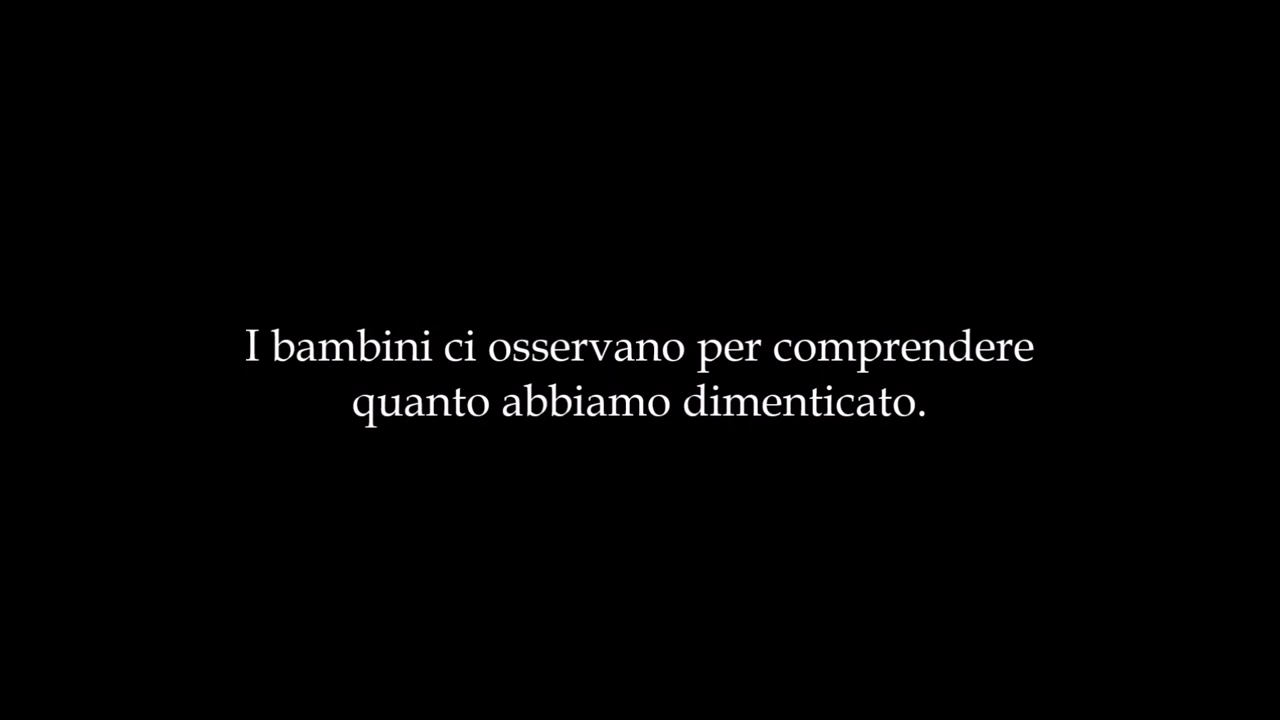 I bambini ci osservano per comprendere
quanto abbiamo dimenticato.